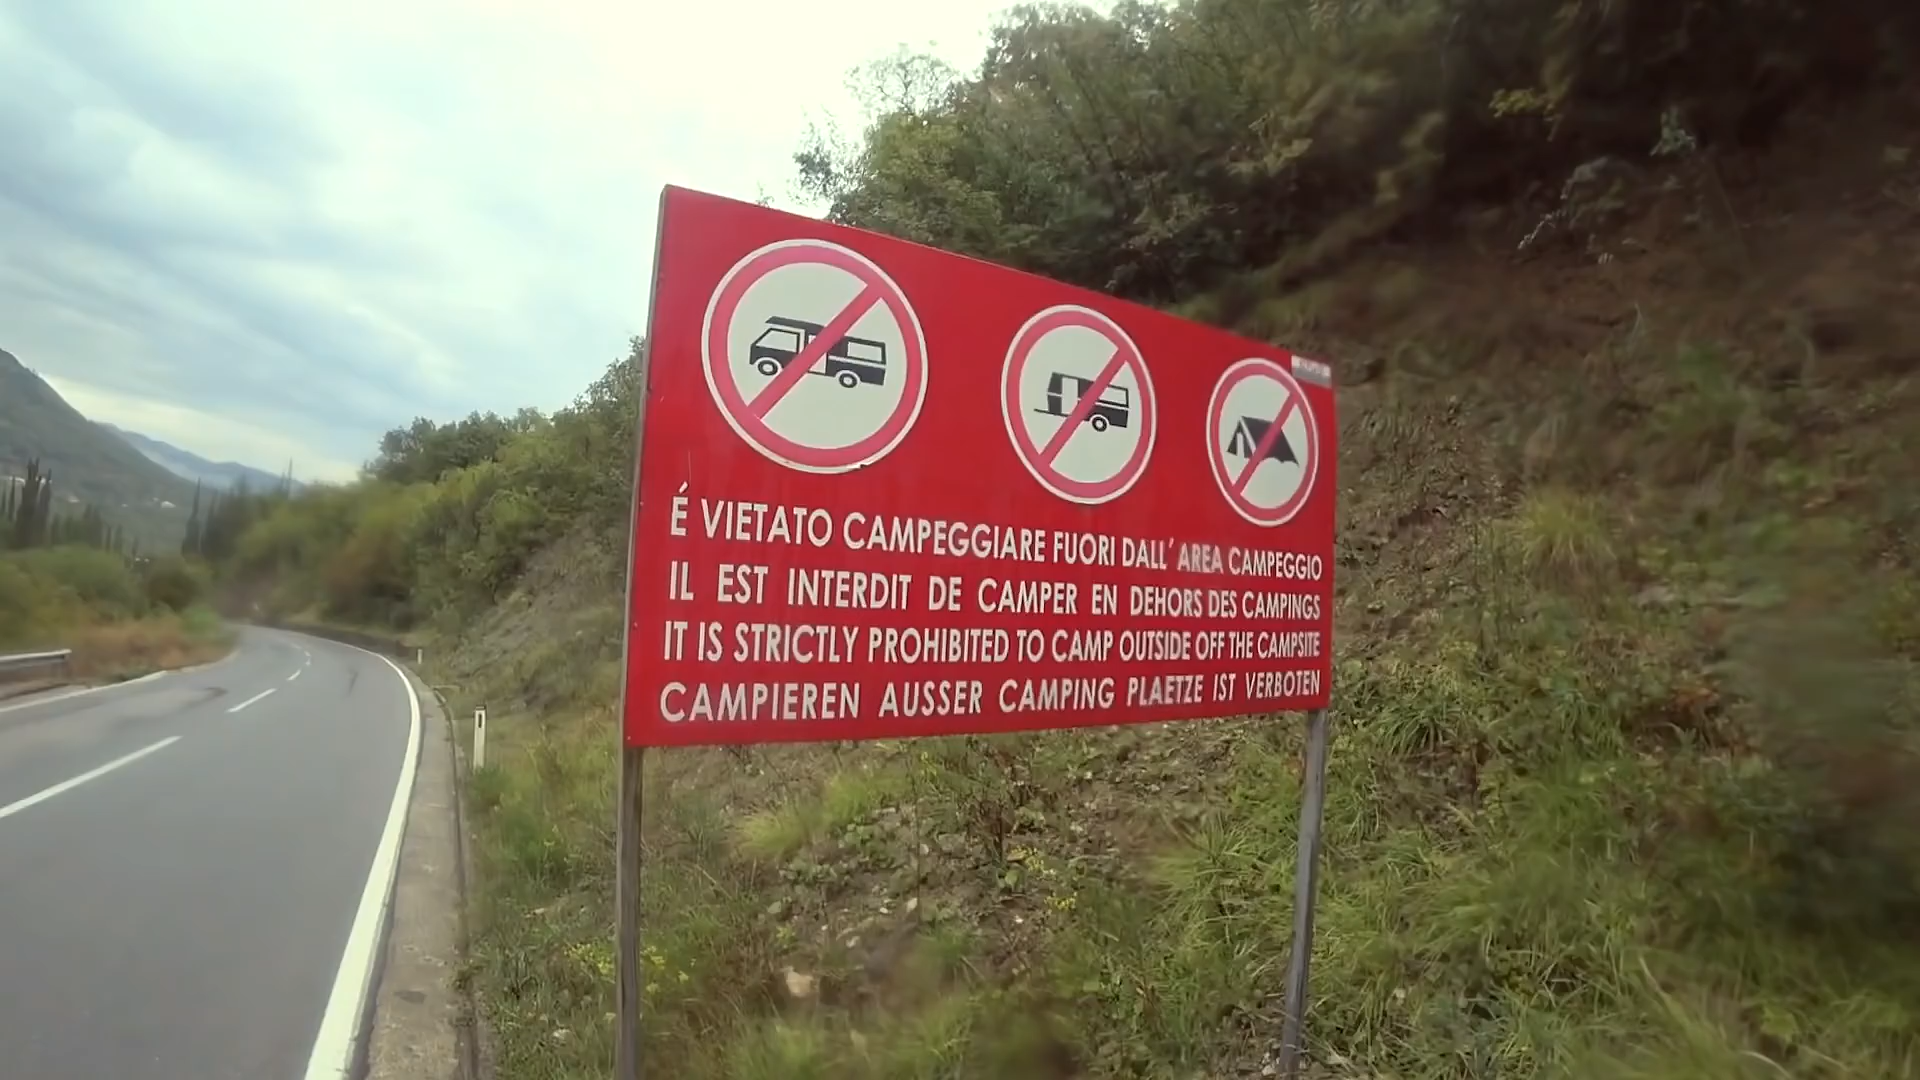 É VIETATO CAMPEGGIARE FUORI DALL' AREA CAMPEGGIO
IL EST INTERDIT DE CAMPER EN DEHORS DES CAMPINGS
IT IS STRICTLY PROHIBITED TO CAMP OUTSIDE OFF THE CAMPSITE
CAMPIEREN AUSSER CAMPING PLAETZE IST VERBOTEN